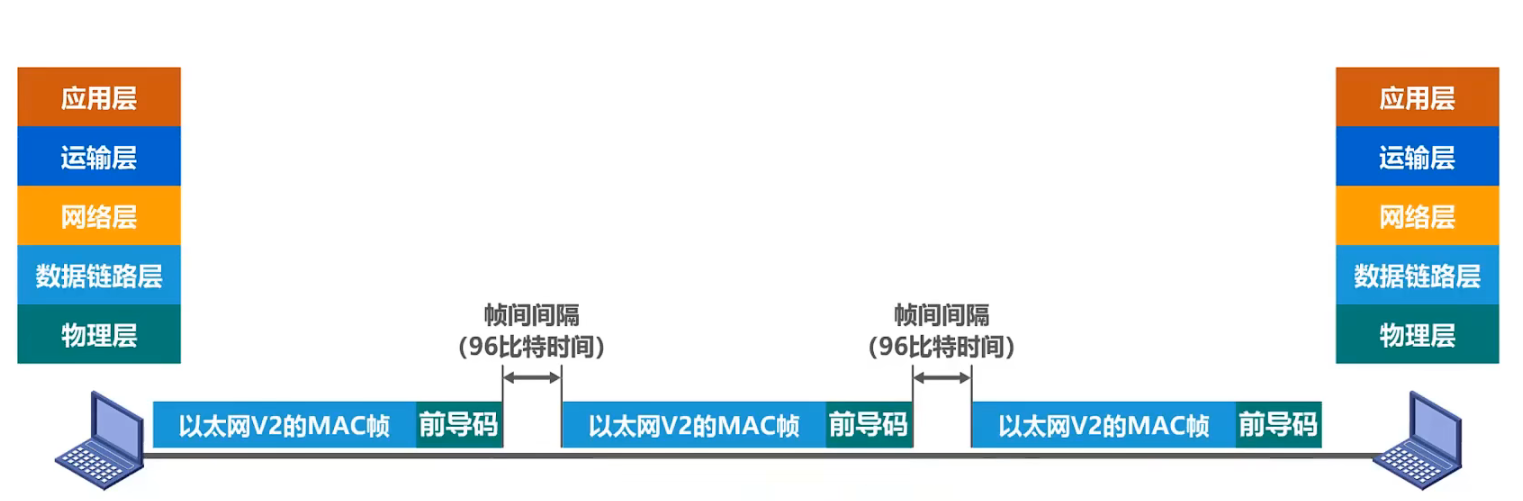 应用层
运输层
网络层
数据链路层
物理层
应用层
运输层
网络层
数据链路层
物理层
帧间间隔
（96比特时间）
帧间间隔
（96比特时间）
以太网V2的MAC帧 前导码 以太网V2的MAC帧 前导码 以太网V2的MAC帧 前导码